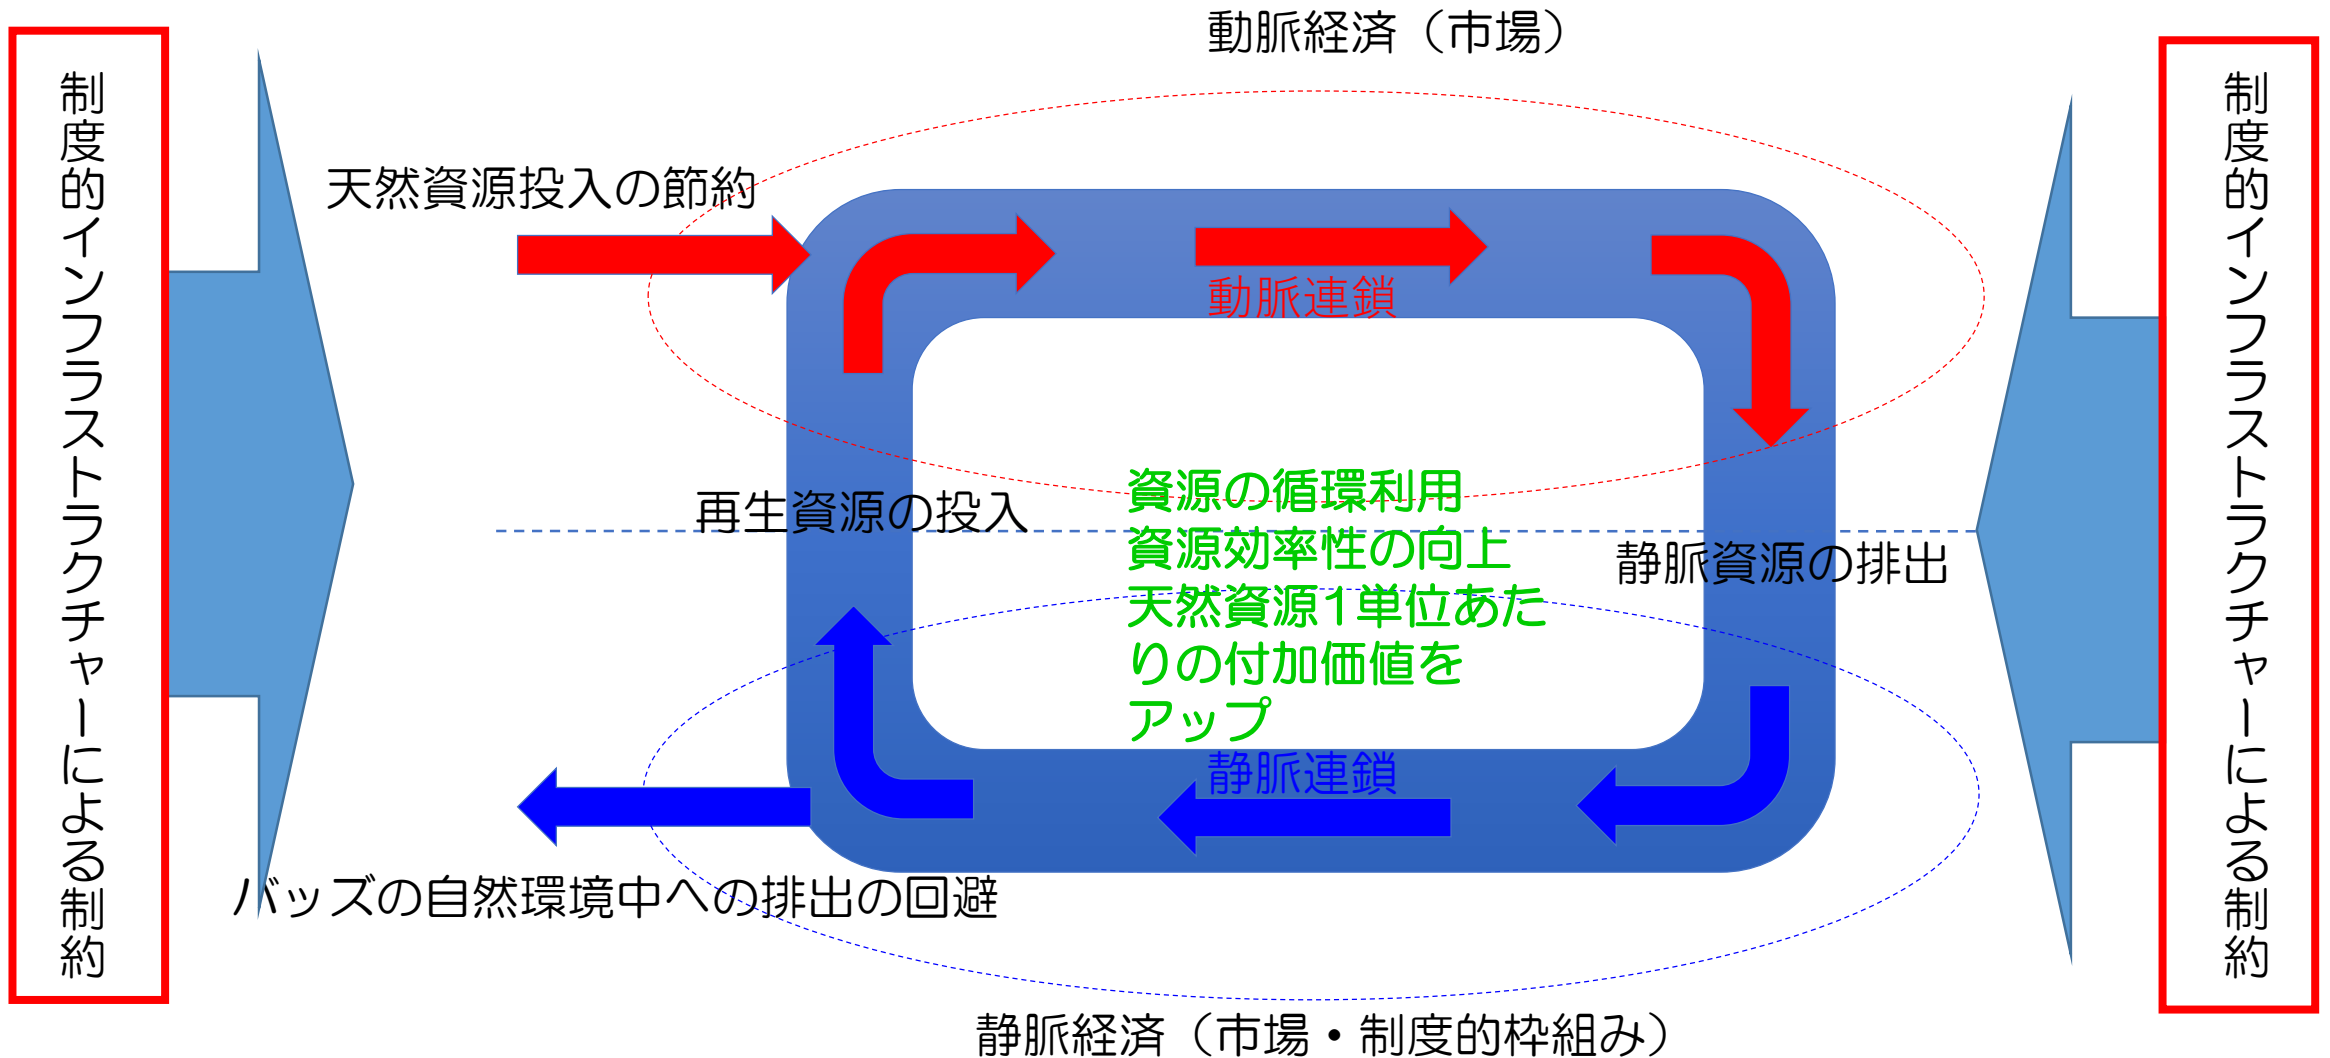 動脈経済（市場）
制度的インフラストラクチャーによる制約
天然資源投入の節約
動脈連鎖
再生資源の投入
資源の循環利用
資源効率性の向上
天然資源1単位あた
りの付加価値を
アップ
静脈資源の排出
静脈連鎖
バッズの自然環境中への排出の回避
静脈経済（市場・制度的枠組み）
制度的インフラストラクチャーによる制約